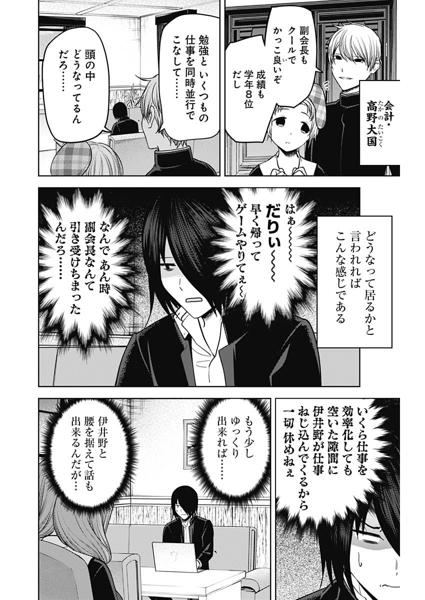 会計・
高野大国
たかの たいこく
副会長も
クールで
かっこ良いぞ
成績も
学年8位
だし
勉強といくつもの
仕事を同時並行で
こなして……
頭の中
どうなってるん
だろ……
どうなって居るかと
言われれば
こんな感じである
はぁ〜〜〜〜
だりぃ〜〜〜
早く帰って
ゲームやりてぇ〜
なんであん時
副会長なんて
引き受けちまった
んだろ……
いくら仕事を
効率化しても
空いた隙間に
伊井野が仕事
ねじ込んでくるから
一切 休めねぇ
もう少し
ゆっくり
出来れば……
伊井野と
腰を据えて話も
出来るんだが…